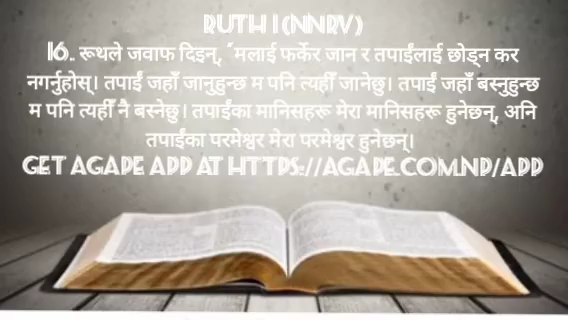 RUTH 1 (NNRV)
16. रूथले जवाफ दिइन्, “मलाई फर्केर जान र तपाईंलाई छोड्न कर
नगर्नुहोस्। तपाईं जहाँ जानुहुन्छ म पनि त्यहीँ जानेछु। तपाईं जहाँ बस्नुहुन्छ
म पनि त्यहीँ नै बस्नेछु। तपाईंका मानिसहरू मेरा मानिसहरू हुनेछन्, अनि
तपाईंका परमेश्वर मेरा परमेश्वर हुनेछन्।
GET AGAPE APP AT HTTPS://AGAPE.COM.NP/APP